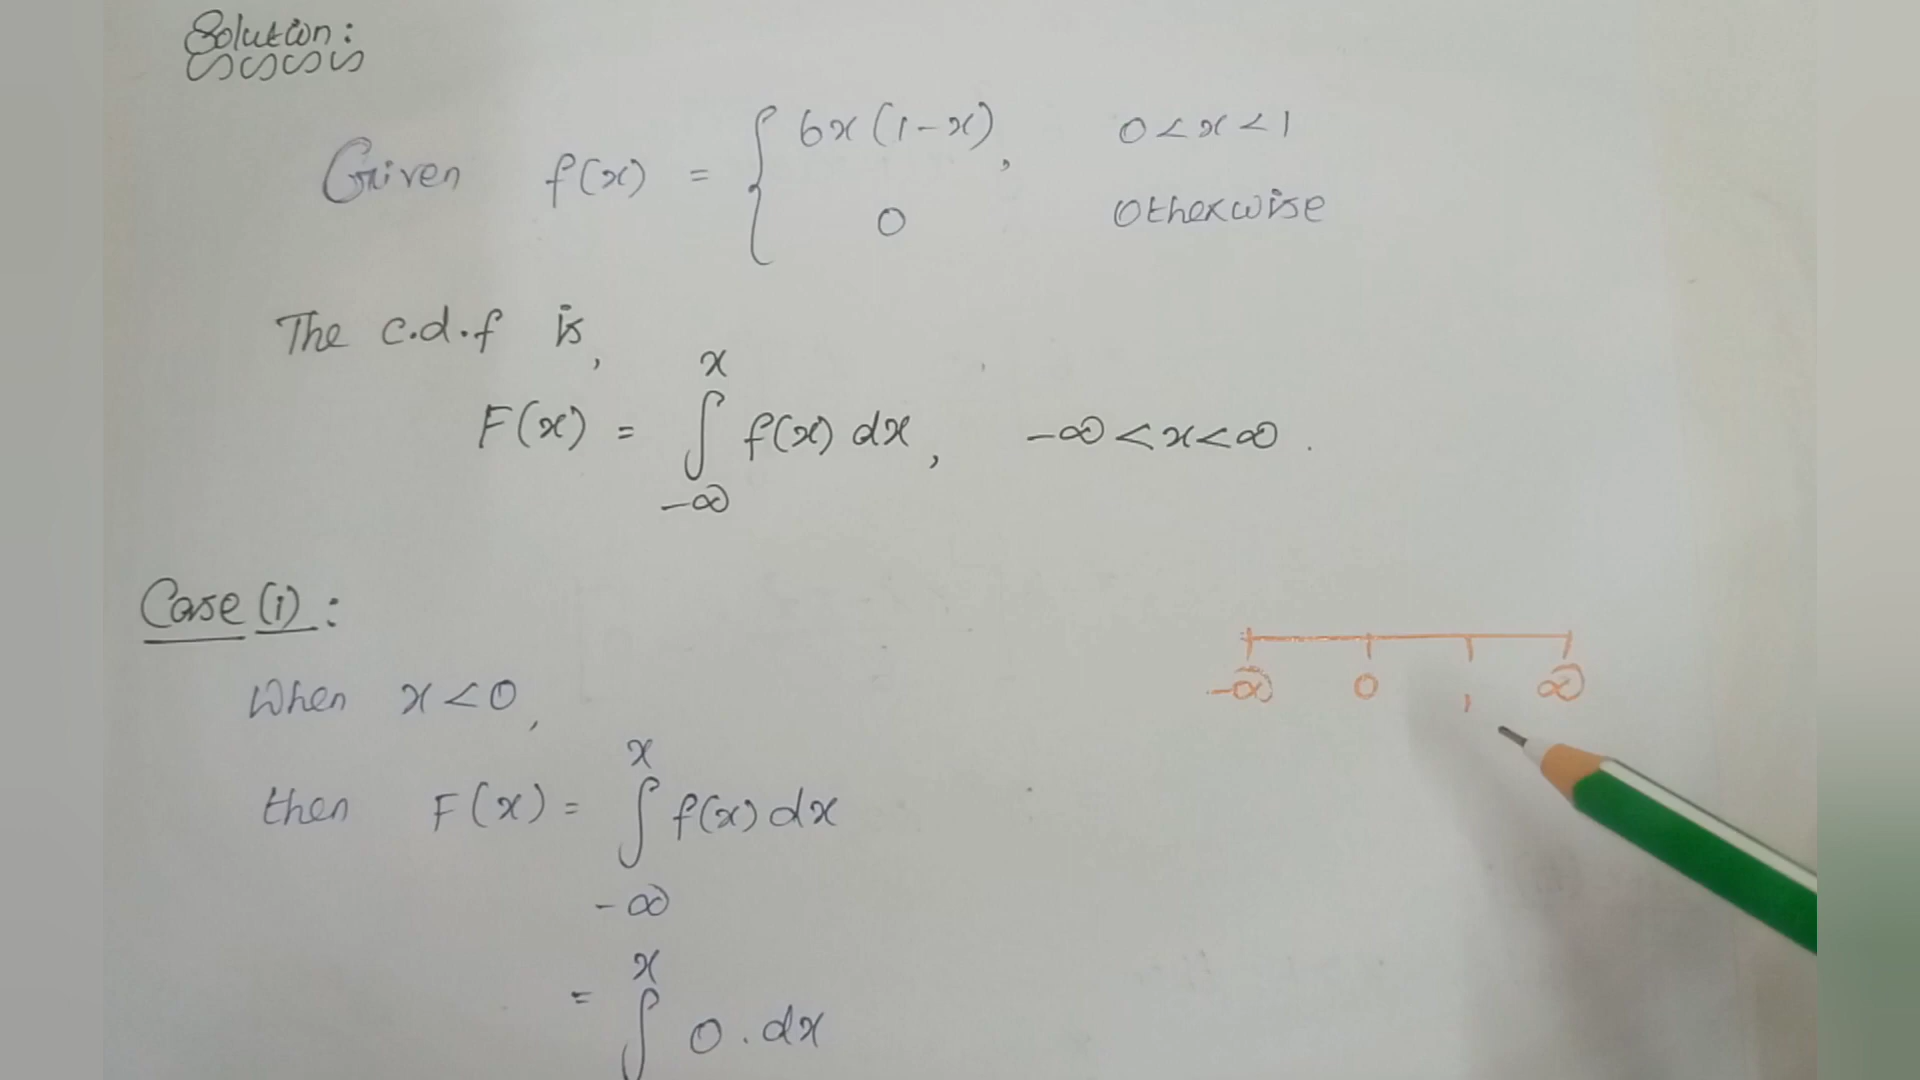 Solution:
Given f(x) = { 6x(1-x), 0<x<1
0 otherwise
The c.d.f is,
F(x) = ∫_{-∞}^{x} f(x) dx, -∞<x<∞.
Case (i):
When x<0,
then F(x) = ∫_{-∞}^{x} f(x) dx
-∞ 0 1 ∞
= ∫^{x} 0. dx